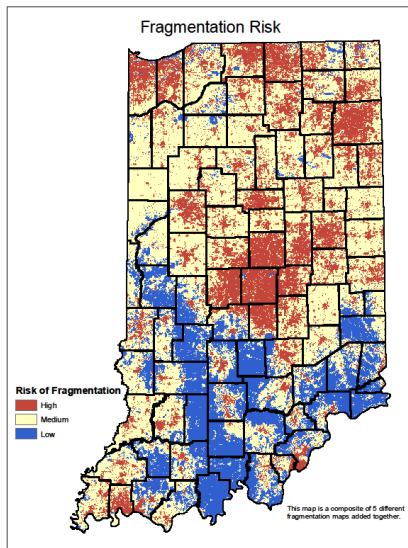 Fragmentation Risk
Risk of Fragmentation
High
Medium
Low
This map is a composite of 5 different
fragmentation maps added together.